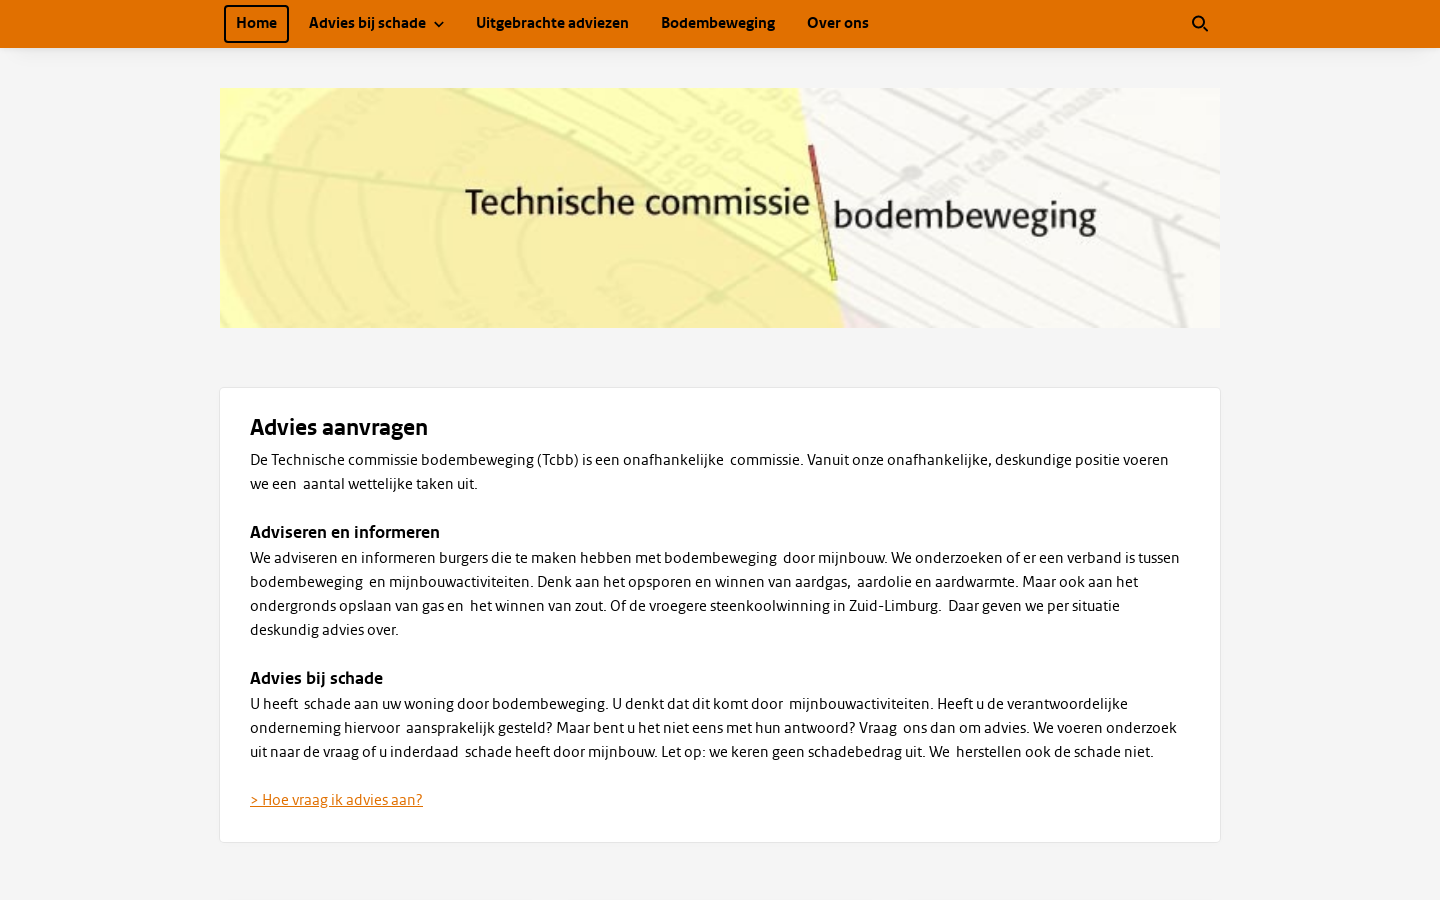 Home
Advies bij schade
Uitgebrachte adviezen
Bodembeweging
Over ons
3150
3150
3050
2950
3000
3050
3100
3150
Technische commissie
bodembeweging
Advies aanvragen
De Technische commissie bodembeweging (Tcbb) is een onafhankelijke commissie. Vanuit onze onafhankelijke, deskundige positie voeren
we een aantal wettelijke taken uit.
Adviseren en informeren
We adviseren en informeren burgers die te maken hebben met bodembeweging door mijnbouw. We onderzoeken of er een verband is tussen
bodembeweging en mijnbouwactiviteiten. Denk aan het opsporen en winnen van aardgas, aardolie en aardwarmte. Maar ook aan het
ondergronds opslaan van gas en het winnen van zout. Of de vroegere steenkoolwinning in Zuid-Limburg. Daar geven we per situatie
deskundig advies over.
Advies bij schade
U heeft schade aan uw woning door bodembeweging. U denkt dat dit komt door mijnbouwactiviteiten. Heeft u de verantwoordelijke
onderneming hiervoor aansprakelijk gesteld? Maar bent u het niet eens met hun antwoord? Vraag ons dan om advies. We voeren onderzoek
uit naar de vraag of u inderdaad schade heeft door mijnbouw. Let op: we keren geen schadebedrag uit. We herstellen ook de schade niet.
> Hoe vraag ik advies aan?